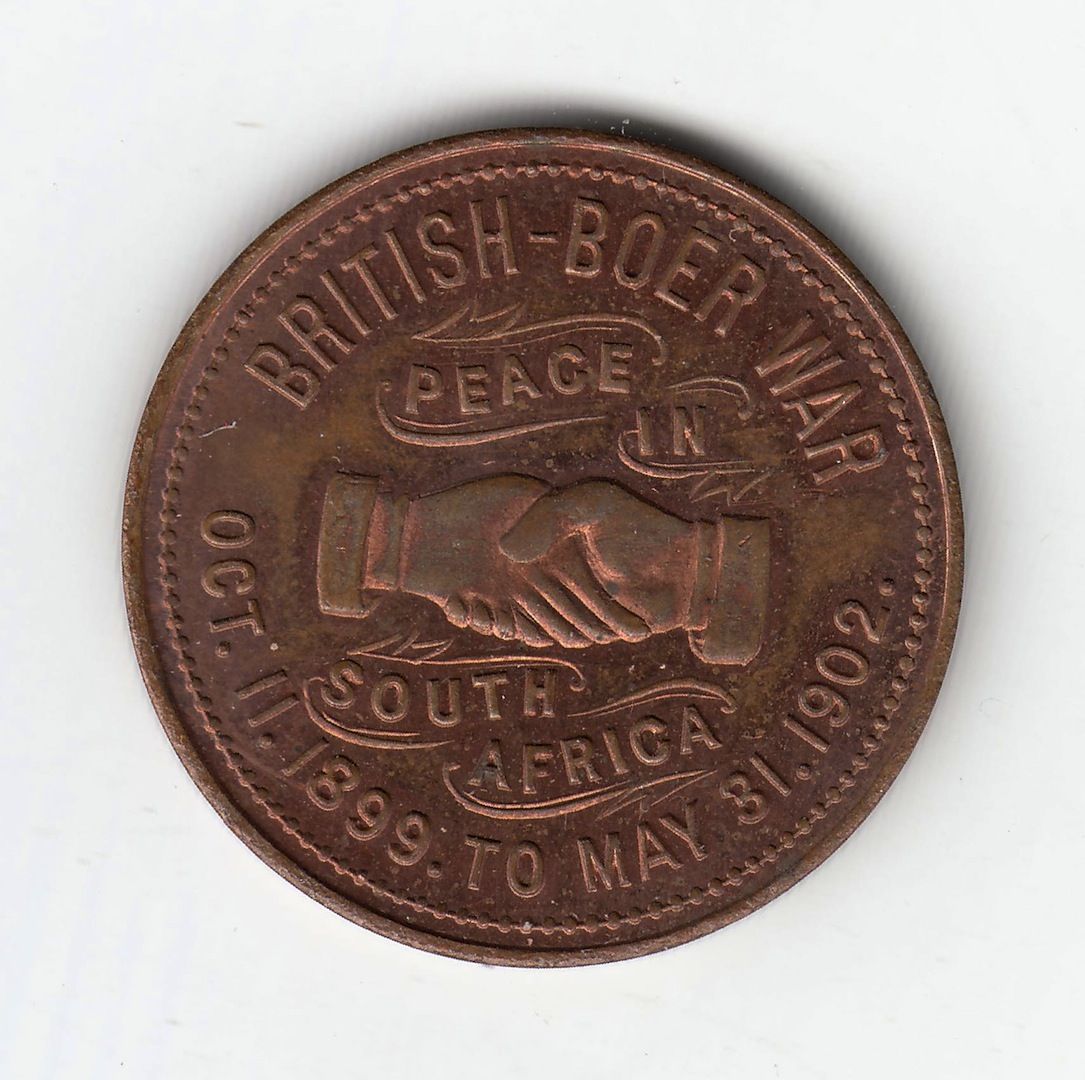 BRITISH-BOER WAR
PEACE
IN
SOUTH
AFRICA
OCT. 11. 1899. TO MAY 31. 1902.